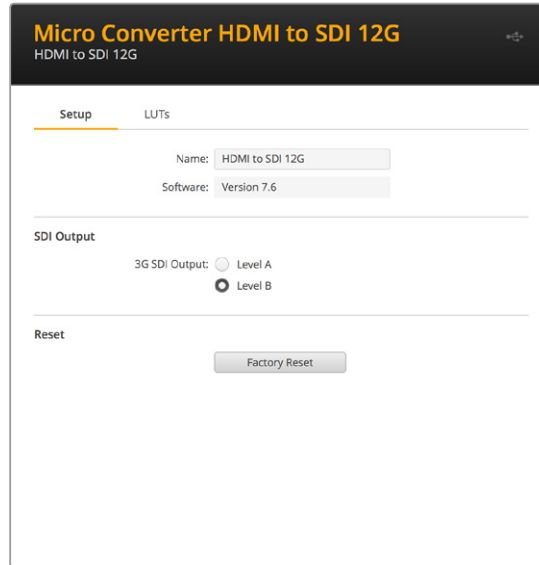 Micro Converter HDMI to SDI 12G
HDMI to SDI 12G
Setup LUTs
Name: HDMI to SDI 12G
Software: Version 7.6
SDI Output
3G SDI Output: Level A
Level B
Reset
Factory Reset